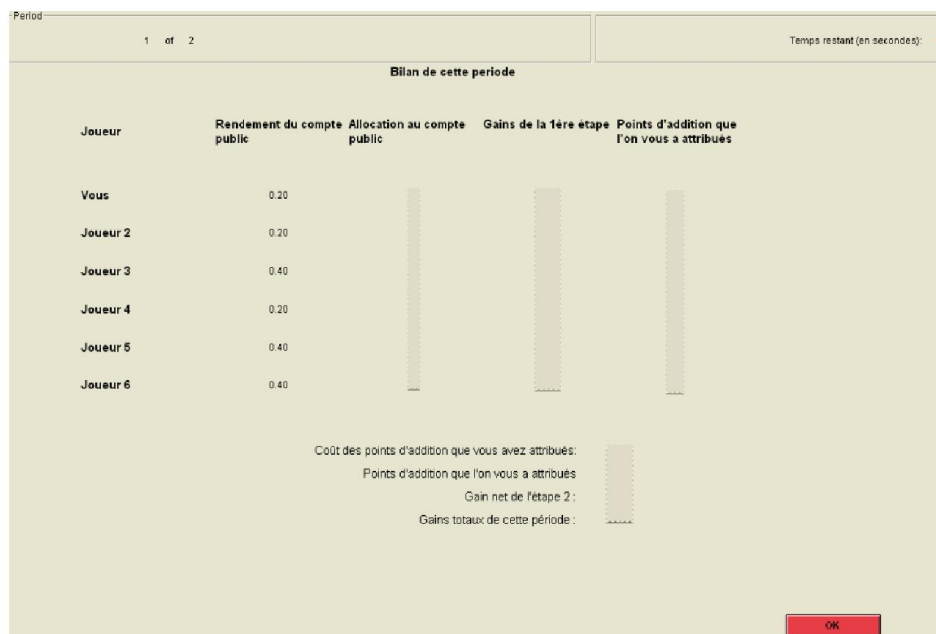 Period
1 of 2
Temps restant (en secondes):
Bilan de cette periode
Joueur
Rendement du compte public
Allocation au compte public
Gains de la 1ère étape
Points d'addition que l'on vous a attribués
Vous 0.20
Joueur 2 0.20
Joueur 3 0.40
Joueur 4 0.20
Joueur 5 0.40
Joueur 6 0.40
Coût des points d'addition que vous avez attribués:
Points d'addition que l'on vous a attribués
Gain net de l'étape 2 :
Gains totaux de cette période :
OK